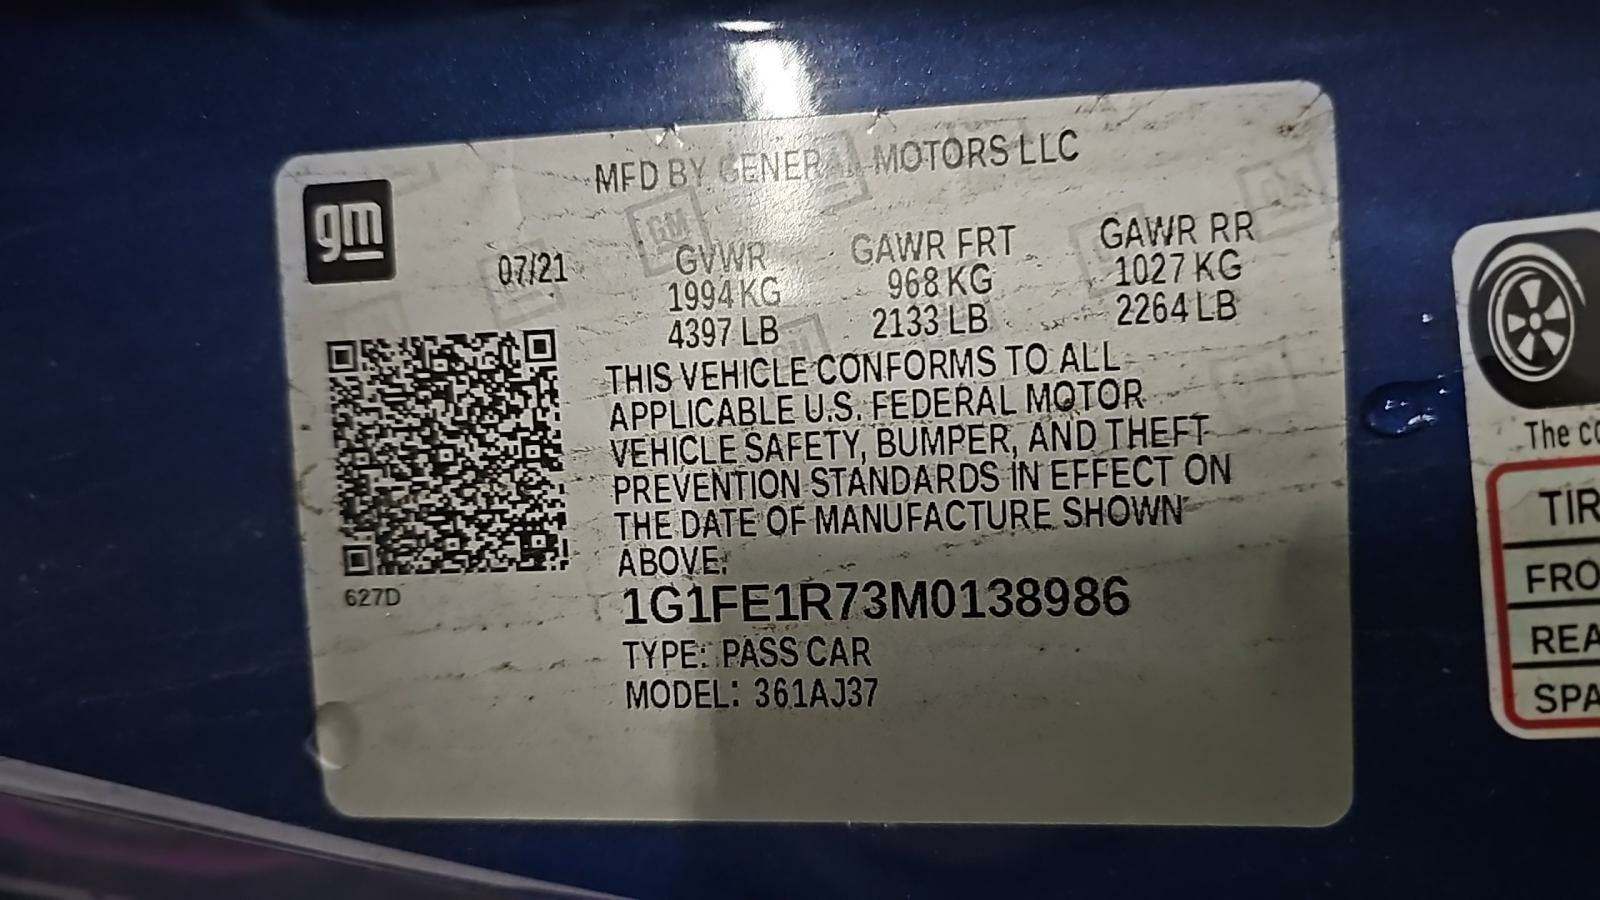 MFD BY GENERAL MOTORS LLC
gm
07/21
GVWR GAWR FRT GAWR RR
1994 KG 968 KG 1027 KG
4397 LB 2133 LB 2264 LB
THIS VEHICLE CONFORMS TO ALL
APPLICABLE U.S. FEDERAL MOTOR
VEHICLE SAFETY, BUMPER, AND THEFT
PREVENTION STANDARDS IN EFFECT ON
THE DATE OF MANUFACTURE SHOWN
ABOVE.
627D
1G1FE1R73M0138986
TYPE: PASS CAR
MODEL: 361AJ37
GM
The co
TIR
FRO
REA
SPA